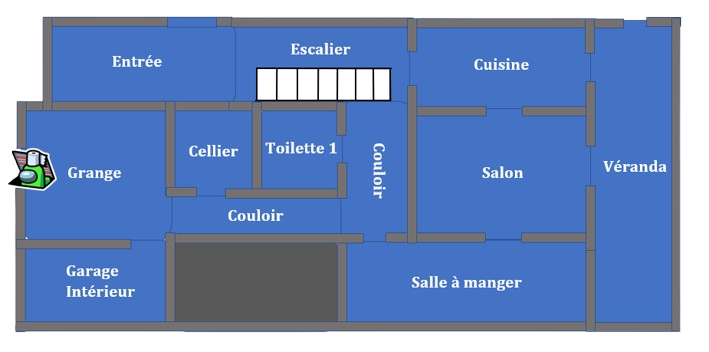 Escalier
Entrée
Cuisine
Cellier
Toilette 1
Grange
Couloir
Salon
Véranda
Couloir
Garage
Intérieur
Salle à manger